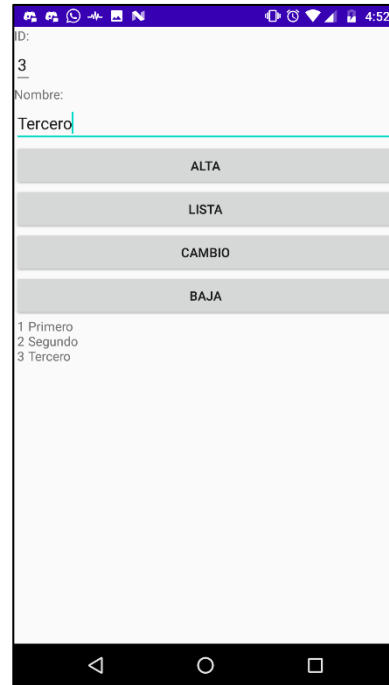 4:52
ID:
3
Nombre:
Tercero
ALTA
LISTA
CAMBIO
BAJA
1 Primero
2 Segundo
3 Tercero